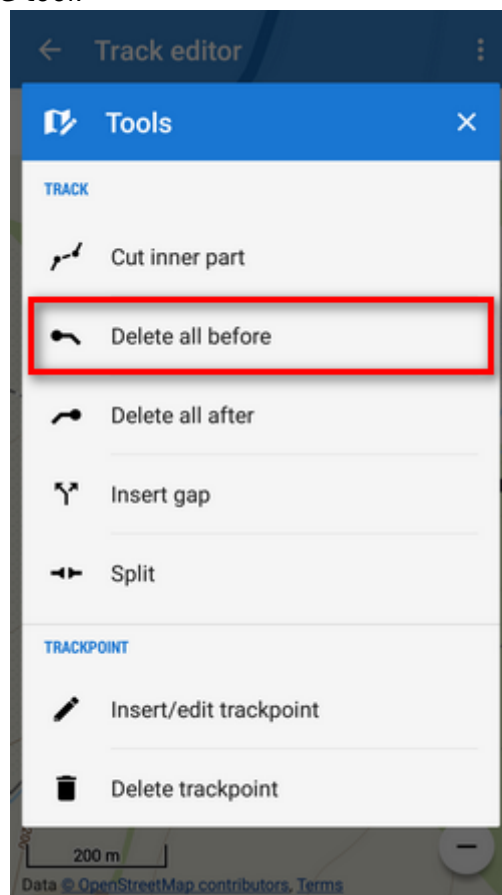 Track editor
Tools
TRACK
Cut inner part
Delete all before
Delete all after
Insert gap
Split
TRACKPOINT
Insert/edit trackpoint
Delete trackpoint
200
200 m
Data © OpenStreetMap contributors, Terms